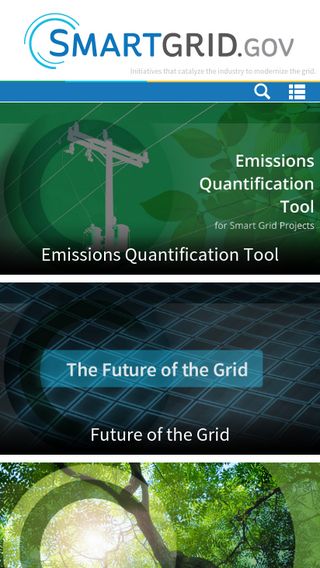 SMARTGRID.GOV
Initiatives that catalyze the industry to modernize the grid.
Emissions
Quantification
Tool
for Smart Grid Projects
Emissions Quantification Tool
The Future of the Grid
Future of the Grid